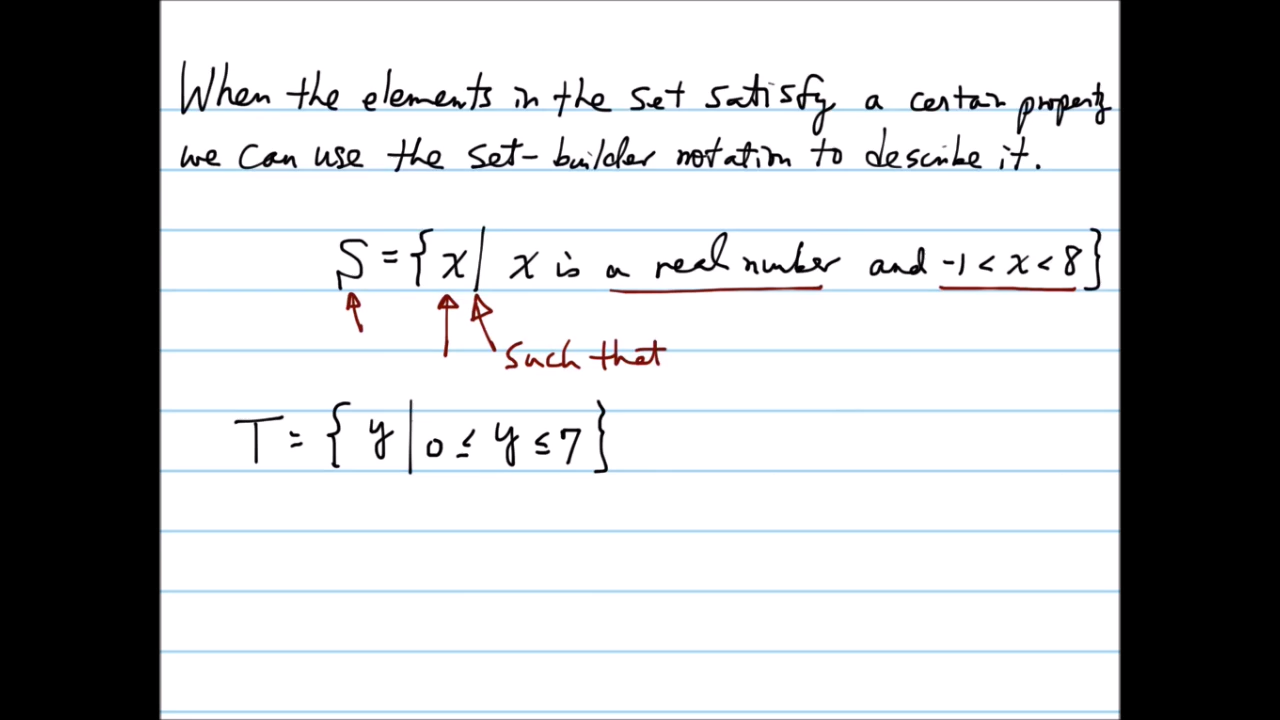 When the elements in the set satisfy a certain property
we can use the set-builder notation to describe it.
S = { x | x is a real number and -1 < x < 8 }
such that
T = { y | 0 ≤ y ≤ 7 }